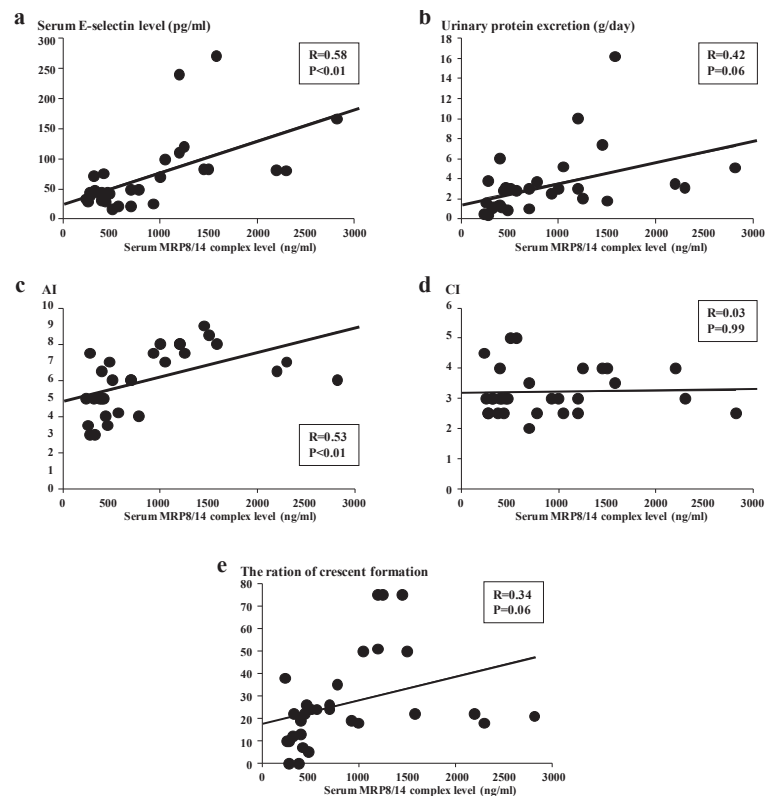 a Serum E-selectin level (pg/ml)
300
250
200
150
100
50
0
R=0.58
P<0.01
0 500 1000 1500 2000 2500 3000
Serum MRP8/14 complex level (ng/ml)
b Urinary protein excretion (g/day)
18
16
14
12
10
8
6
4
2
0
R=0.42
P=0.06
0 500 1000 1500 2000 2500 3000
Serum MRP8/14 complex level (ng/ml)
c AI
10
9
8
7
6
5
4
3
2
1
0
R=0.53
P<0.01
0 500 1000 1500 2000 2500 3000
Serum MRP8/14 complex level (ng/ml)
d CI
6
5
4
3
2
1
0
R=0.03
P=0.99
0 500 1000 1500 2000 2500 3000
Serum MRP8/14 complex level (ng/ml)
e The ration of crescent formation
80
70
60
50
40
30
20
10
0
R=0.34
P=0.06
0 500 1000 1500 2000 2500 3000
Serum MRP8/14 complex level (ng/ml)